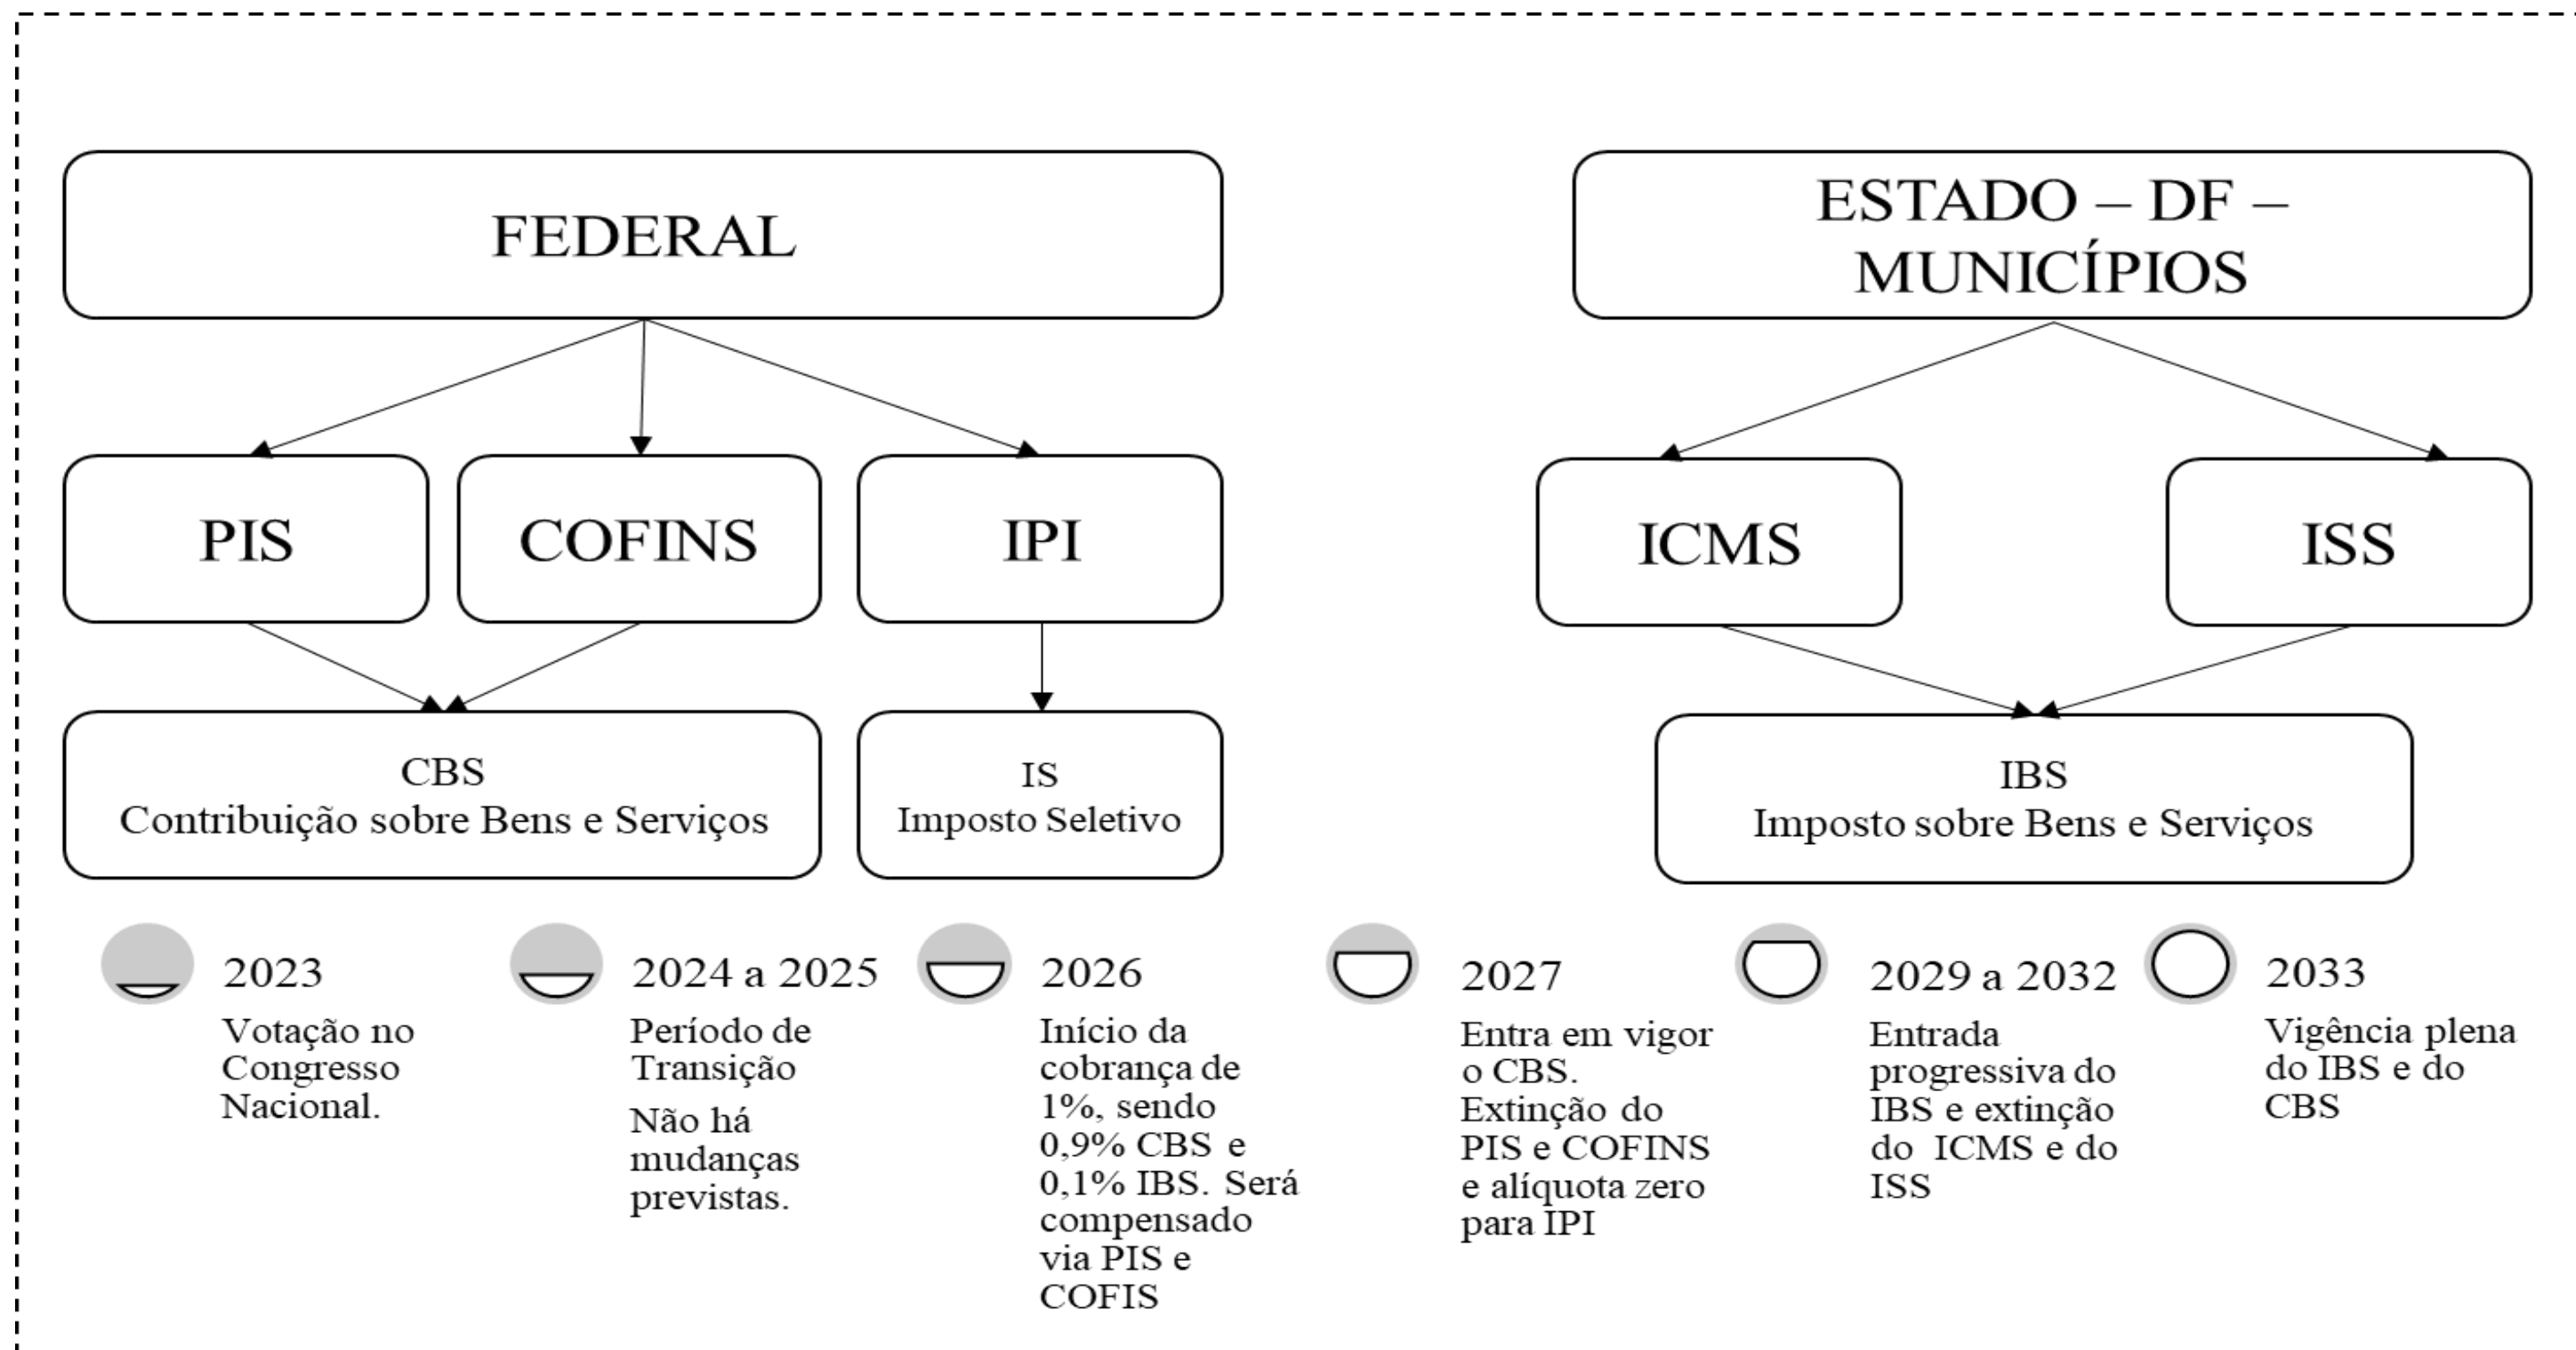 FEDERAL
ESTADO – DF –
MUNICÍPIOS
PIS
COFINS
IPI
ICMS
ISS
CBS
Contribuição sobre Bens e Serviços
IS
Imposto Seletivo
IBS
Imposto sobre Bens e Serviços
2023
Votação no
Congresso
Nacional.
2024 a 2025
Período de
Transição
Não há
mudanças
previstas.
2026
Início da
cobrança de
1%, sendo
0,9% CBS e
0,1% IBS. Será
compensado
via PIS e
COFIS
2027
Entra em vigor
o CBS.
Extinção do
PIS e COFINS
e alíquota zero
para IPI
2029 a 2032
Entrada
progressiva do
IBS e extinção
do ICMS e do
ISS
2033
Vigência plena
do IBS e do
CBS